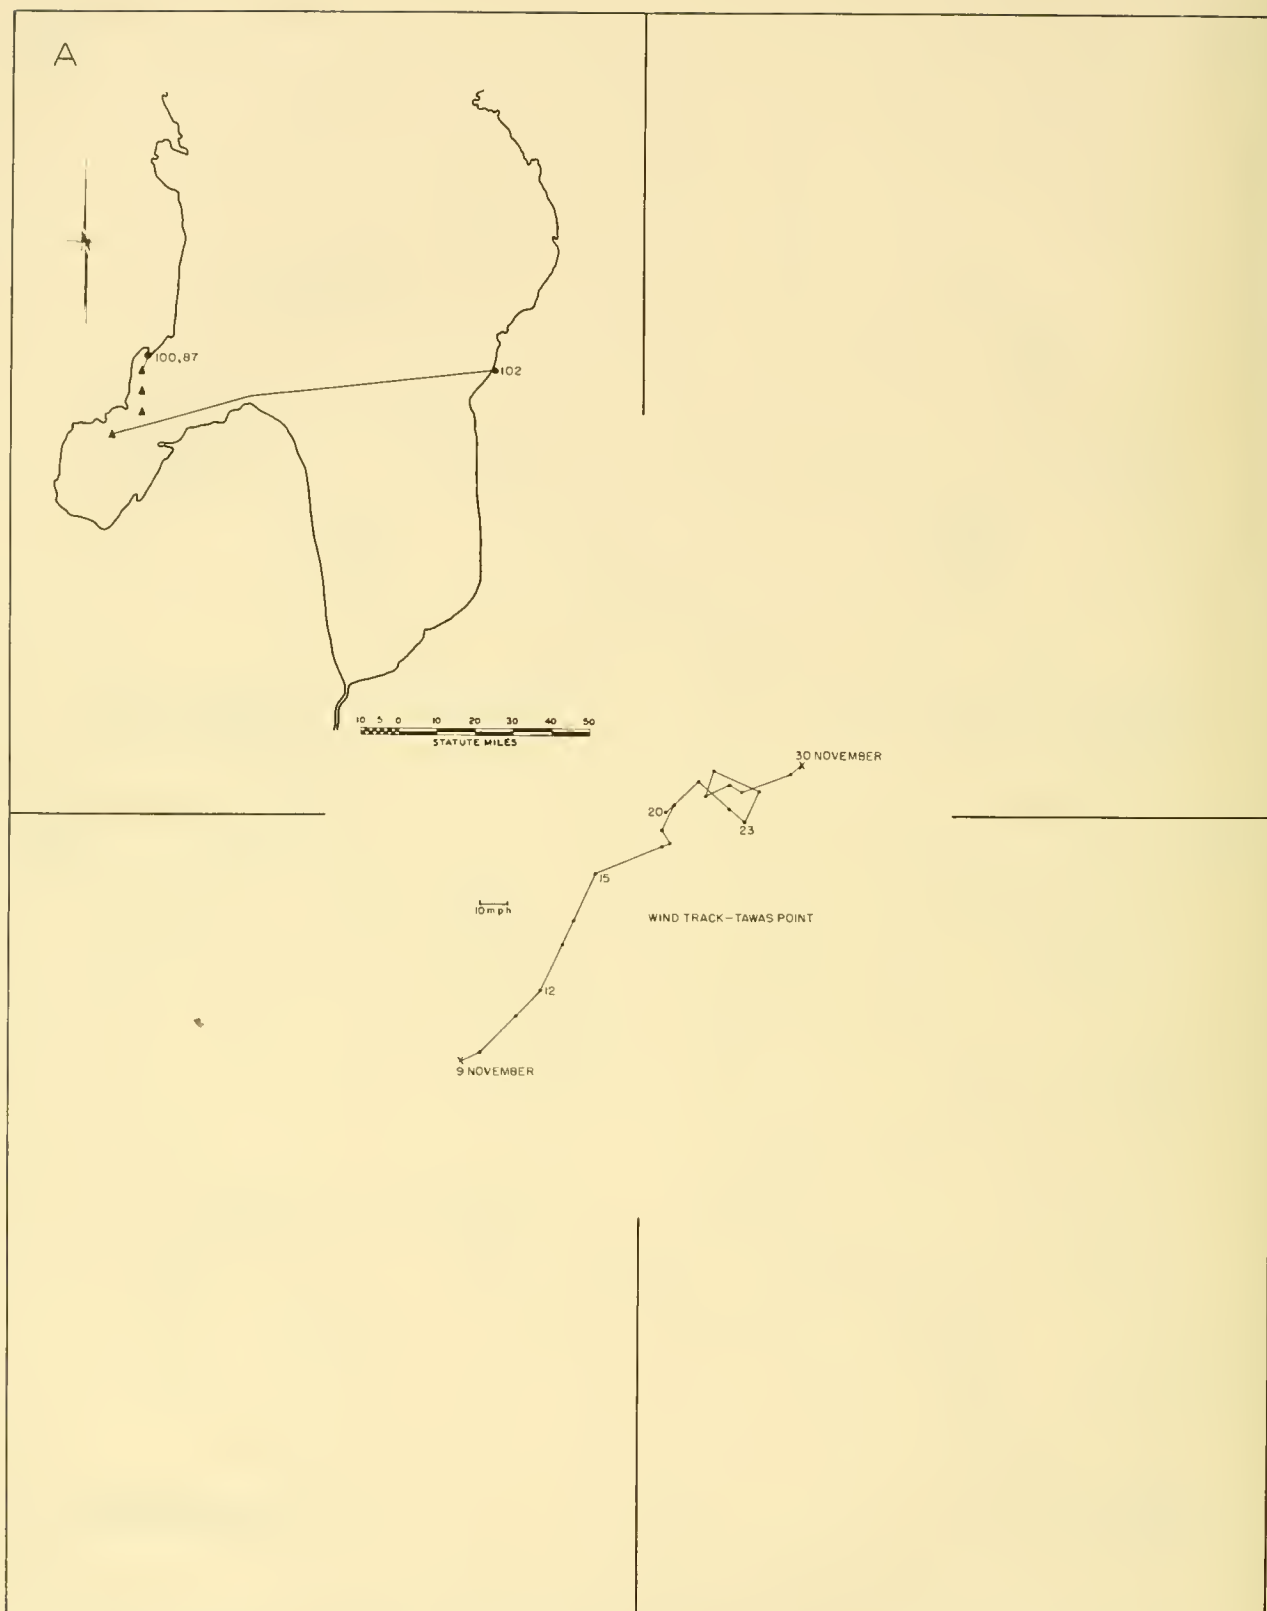 A
100,87
102
10 5 0 10 20 30 40 50
STATUTE MILES
30 NOVEMBER
20
23
15
10 mph
WIND TRACK—TAWAS POINT
12
9 NOVEMBER